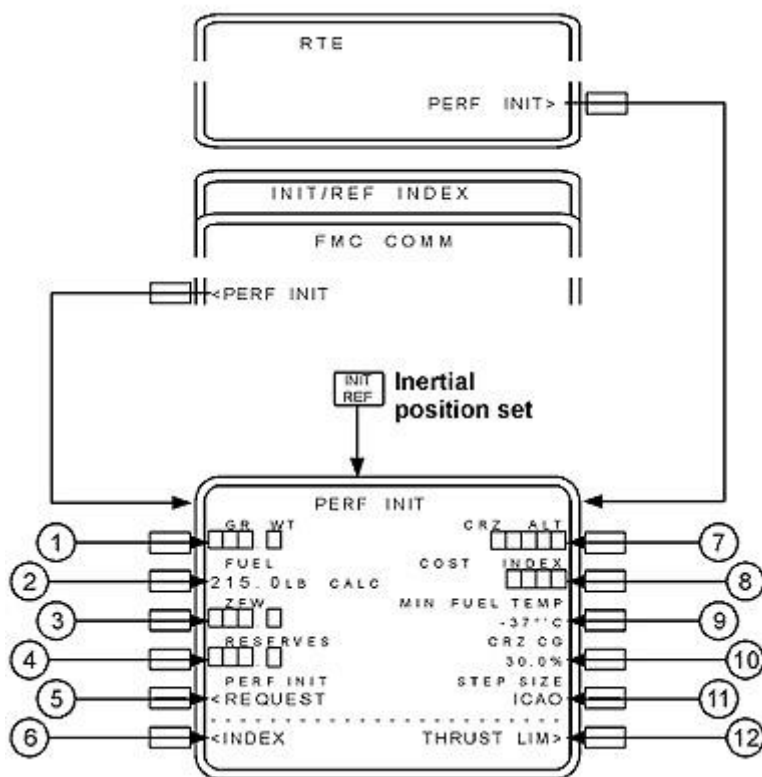 RTE
PERF INIT>
INIT/REF INDEX
FMC COMM
<PERF INIT
INIT REF
Inertial position set
PERF INIT
GR WT
CRZ ALT
1
7
FUEL
COST INDEX
2
215.0LB CALC
8
ZFW
MIN FUEL TEMP
3
-37°'C
9
RESERVES
CRZ CG
4
30.0%
10
PERF INIT
STEP SIZE
5
<REQUEST
ICAO
11
6
<INDEX
THRUST LIM>
12